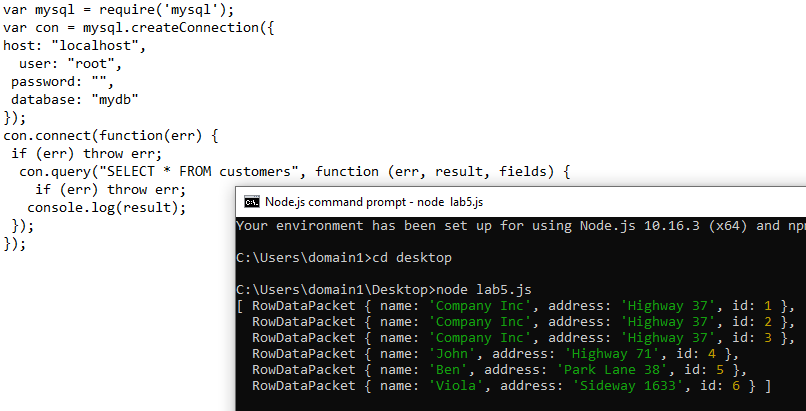 var mysql = require('mysql');
var con = mysql.createConnection({
host: "localhost",
  user: "root",
 password: "",
 database: "mydb"
});
con.connect(function(err) {
 if (err) throw err;
  con.query("SELECT * FROM customers", function (err, result, fields) {
    if (err) throw err;
   console.log(result);
 });
});
Node.js command prompt - node lab5.js
Your environment has been set up for using Node.js 10.16.3 (x64) and npm
C:\Users\domain1>cd desktop
C:\Users\domain1\Desktop>node lab5.js
[ RowDataPacket { name: 'Company Inc', address: 'Highway 37', id: 1 },
  RowDataPacket { name: 'Company Inc', address: 'Highway 37', id: 2 },
  RowDataPacket { name: 'Company Inc', address: 'Highway 37', id: 3 },
  RowDataPacket { name: 'John', address: 'Highway 71', id: 4 },
  RowDataPacket { name: 'Ben', address: 'Park Lane 38', id: 5 },
  RowDataPacket { name: 'Viola', address: 'Sideway 1633', id: 6 } ]